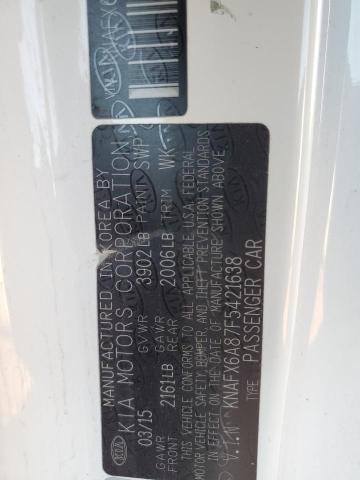 MANUFACTURED IN KOREA BY
KIA MOTORS CORPORATION
03/15 GVWR 3902LB PAINT SWP
GAWR FRONT 2161LB GAWR REAR 2006LB TRIM WK
THIS VEHICLE CONFORMS TO ALL APPLICABLE U.S.A. FEDERAL
MOTOR VEHICLE SAFETY, BUMPER, AND THEFT PREVENTION STANDARDS
IN EFFECT ON THE DATE OF MANUFACTURE SHOWN ABOVE.
V.I.N KNAFX6A87F5421638
TYPE PASSENGER CAR
KIA